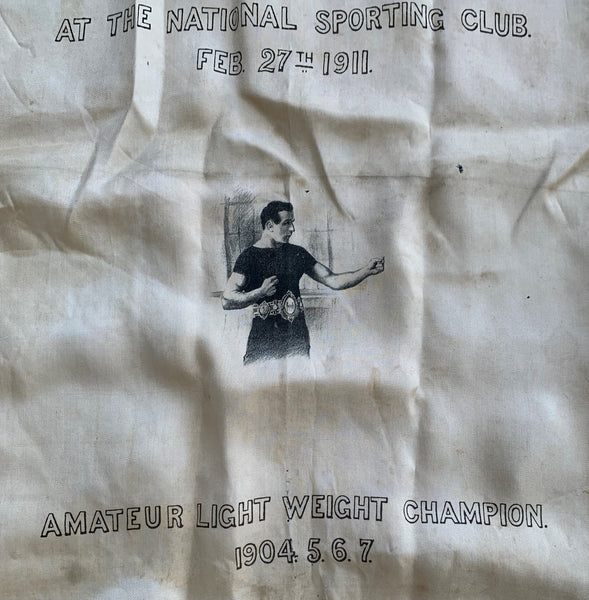 AT THE NATIONAL SPORTING CLUB.
FEB. 27TH 1911.
AMATEUR LIGHT WEIGHT CHAMPION.
1904. 5. 6. 7.